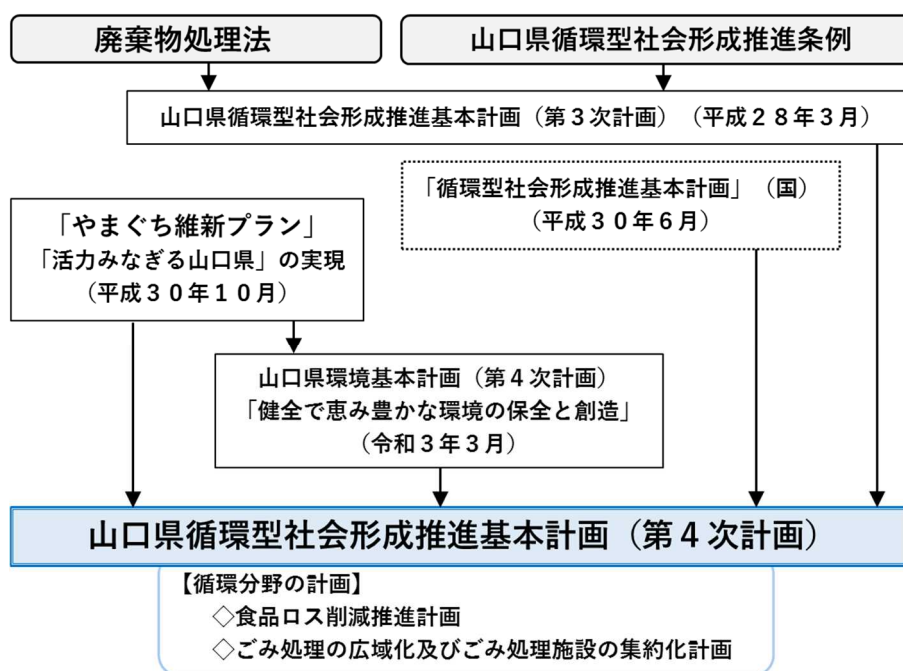 廃棄物処理法
山口県循環型社会形成推進条例
山口県循環型社会形成推進基本計画(第3次計画)(平成28年3月)
「循環型社会形成推進基本計画」(国)
(平成30年6月)
「やまぐち維新プラン」
「活力みなぎる山口県」の実現
(平成30年10月)
山口県環境基本計画(第4次計画)
「健全で恵み豊かな環境の保全と創造」
(令和3年3月)
山口県循環型社会形成推進基本計画(第4次計画)
【循環分野の計画】
◇食品ロス削減推進計画
◇ごみ処理の広域化及びごみ処理施設の集約化計画